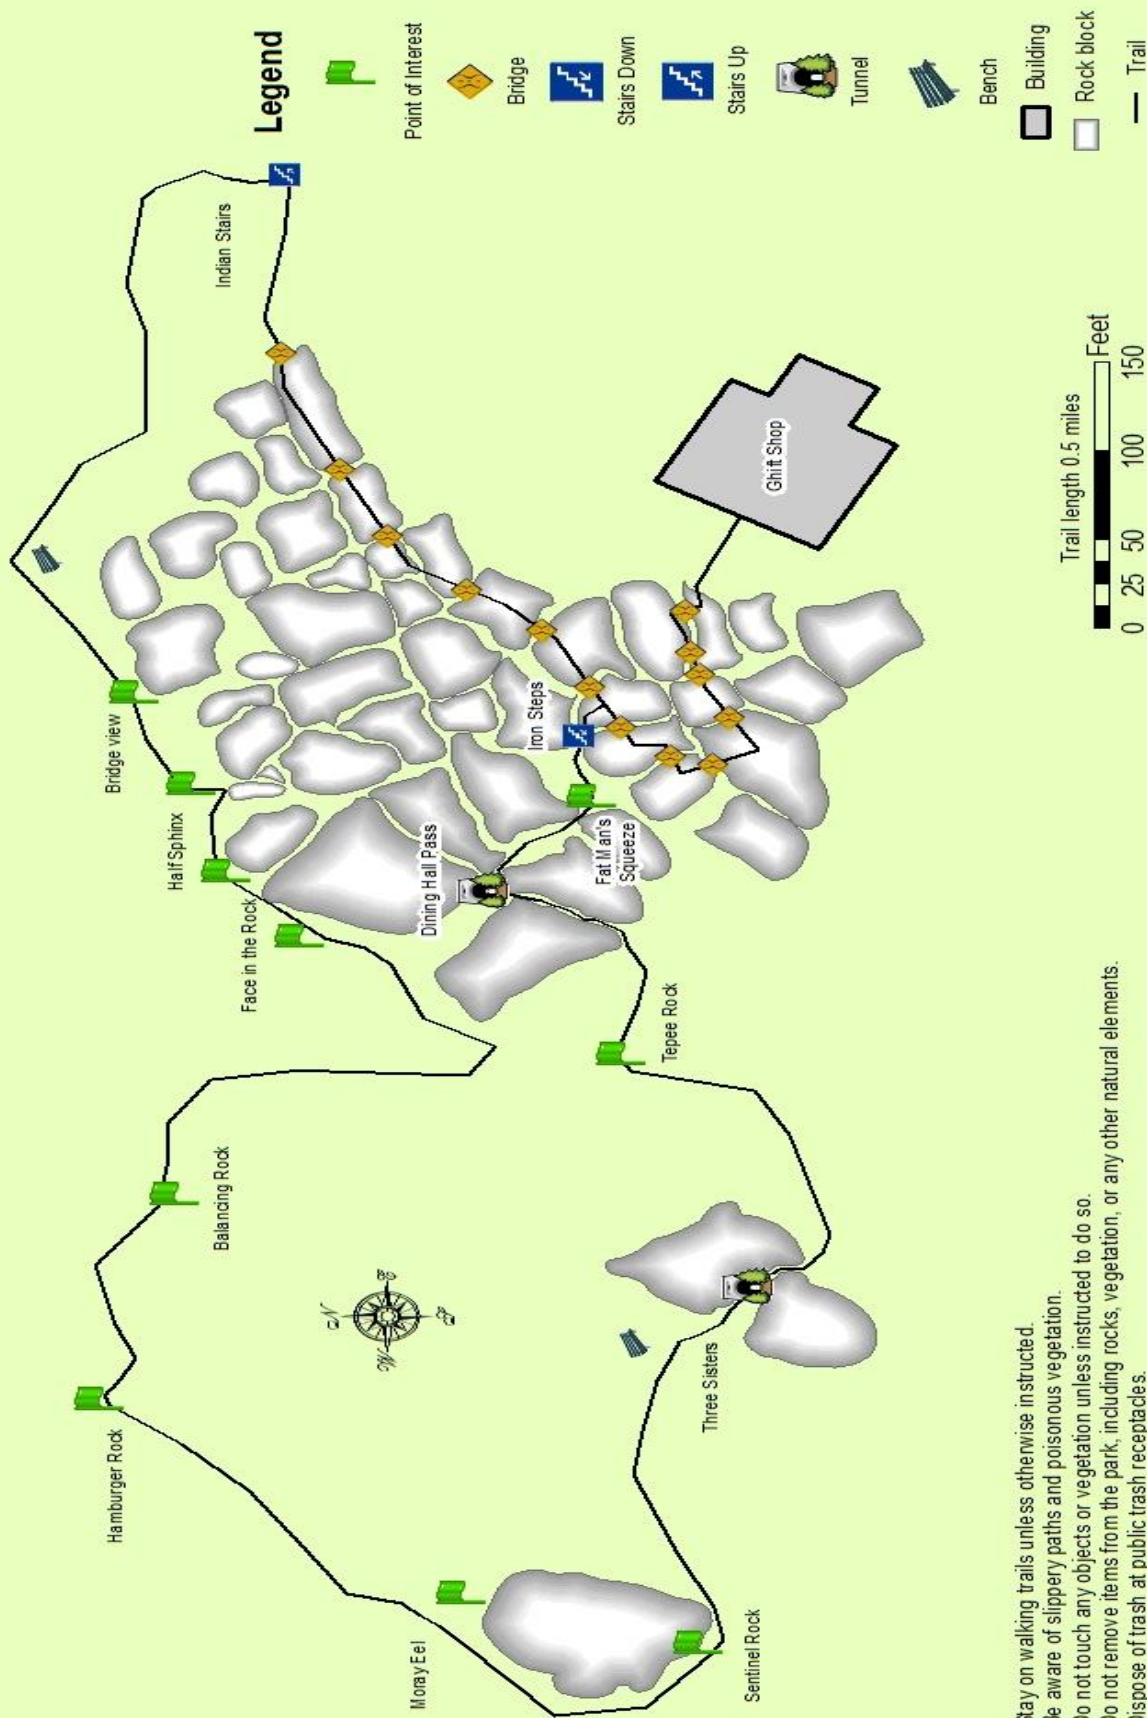 Legend
Point of Interest
Bridge
Stairs Down
Stairs Up
Tunnel
Bench
Building
Rock block
Trail
Indian Stairs
Bridge view
Half Sphinx
Face in the Rock
Balancing Rock
Hamburger Rock
Moray Eel
Sentinel Rock
Three Sisters
Tepee Rock
Dining Hall Pass
Fat Man's
Squeeze
Iron Steps
Ghift Shop
N
E
S
W
Trail length 0.5 miles
Feet
0 25 50 100 150
tay on walking trails unless otherwise instructed.
e aware of slippery paths and poisonous vegetation.
o not touch any objects or vegetation unless instructed to do so.
o not remove items from the park, including rocks, vegetation, or any other natural elements.
ispose of trash at public trash receptacles.